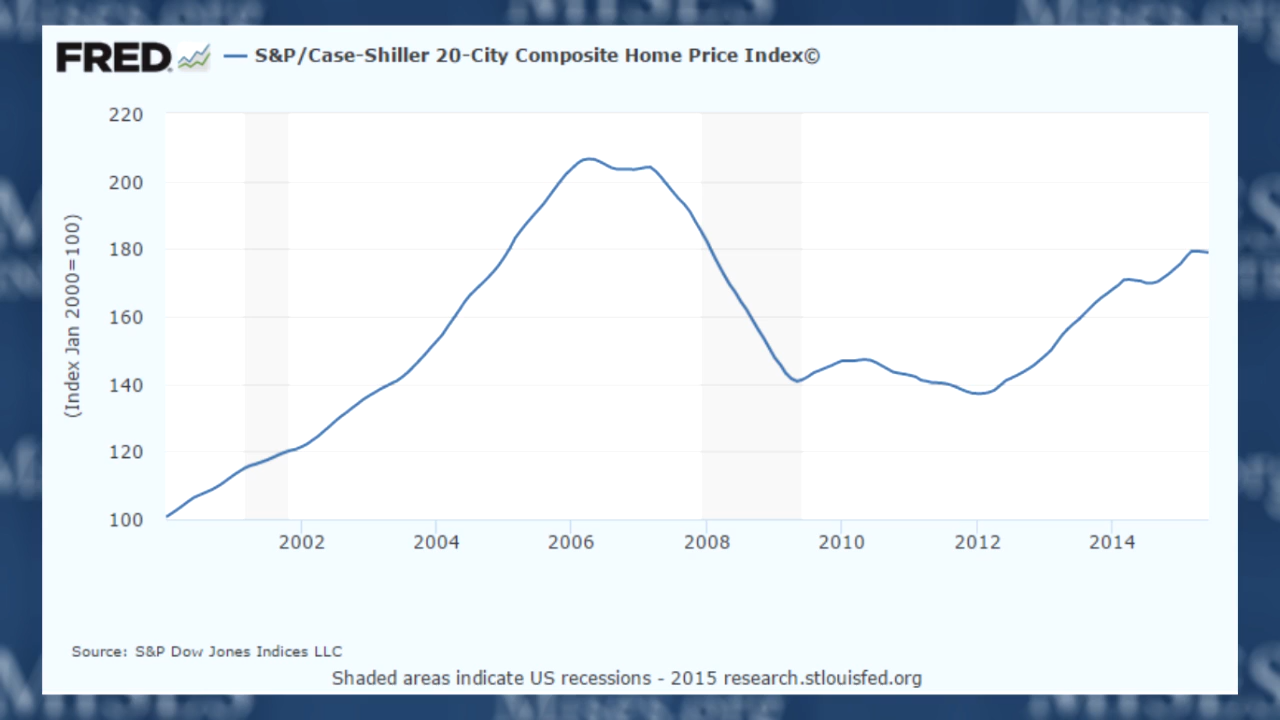 FRED
S&P/Case-Shiller 20-City Composite Home Price Index©
220
200
180
160
140
120
100
(Index Jan 2000=100)
2002 2004 2006 2008 2010 2012 2014
Source: S&P Dow Jones Indices LLC
Shaded areas indicate US recessions - 2015 research.stlouisfed.org